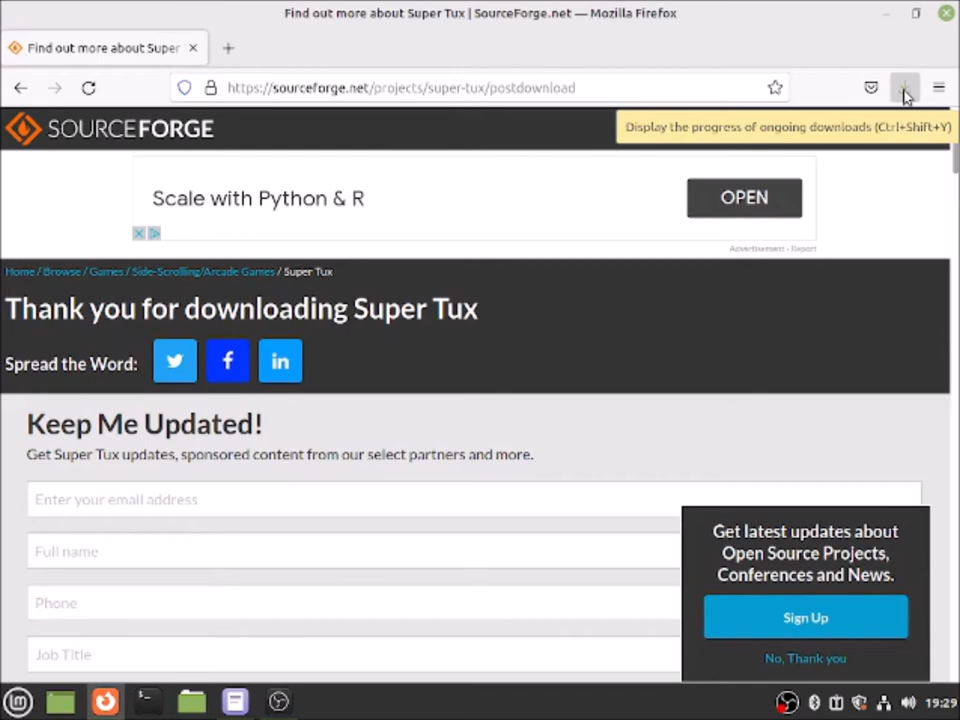 Find out more about Super Tux | SourceForge.net — Mozilla Firefox
Find out more about Super
https://sourceforge.net/projects/super-tux/postdownload
Display the progress of ongoing downloads (Ctrl+Shift+Y)
SOURCEFORGE
Scale with Python & R
OPEN
Advertisement - Report
Home / Browse / Games / Side-Scrolling/Arcade Games / Super Tux
Thank you for downloading Super Tux
Spread the Word:
Keep Me Updated!
Get Super Tux updates, sponsored content from our select partners and more.
Enter your email address
Full name
Phone
Job Title
Get latest updates about
Open Source Projects,
Conferences and News.
Sign Up
No, Thank you
19:29